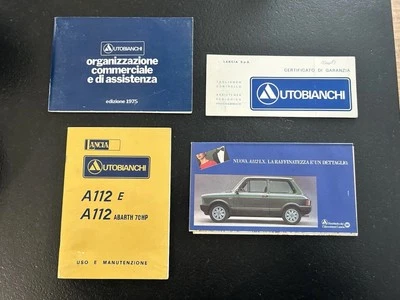 AUTOBIANCHI
organizzazione
commerciale
e di assistenza
edizione 1975
LANCIA S.p.A.
CERTIFICATO DI GARANZIA
AUTOBIANCHI
LANCIA
AUTOBIANCHI
A112 E
A112 ABARTH 70HP
USO E MANUTENZIONE
NUOVA A112 LX. LA RAFFINATEZZA È UN DETTAGLIO.
AUTOBIANCHI